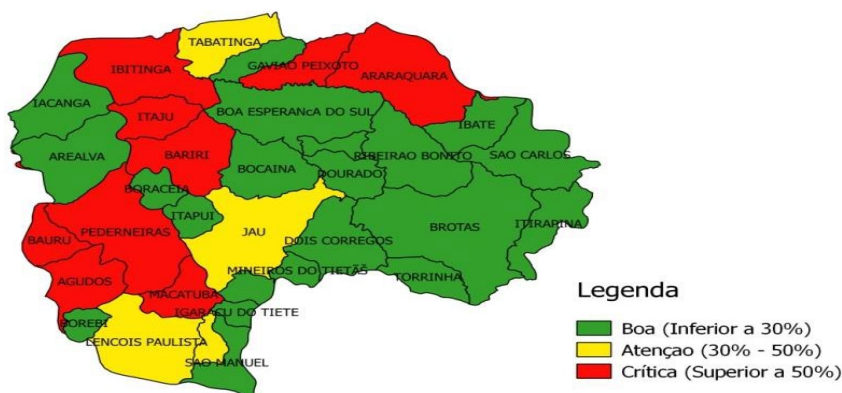 TABATINGA
IBITINGA
GAVIAO PEIXOTO
ARARAQUARA
IACANGA
ITAJU
BOA ESPERANcA DO SUL
IBATE
AREALVA
BARIRI
RIBEIRAO BONITO
SAO CARLOS
BOCAINA
DOURADO
BORACEIA
ITAPUI
BROTAS
ITIRAPINA
PEDERNEIRAS
JAU
BAURU
DOIS CORREGOS
MINEIROS DO TIETÊ
TORRINHA
AGUDOS
MACATUBA
IGARACU DO TIETE
BOREBI
LENCOIS PAULISTA
SAO MANUEL
Legenda
Boa (Inferior a 30%)
Atençao (30% - 50%)
Crítica (Superior a 50%)